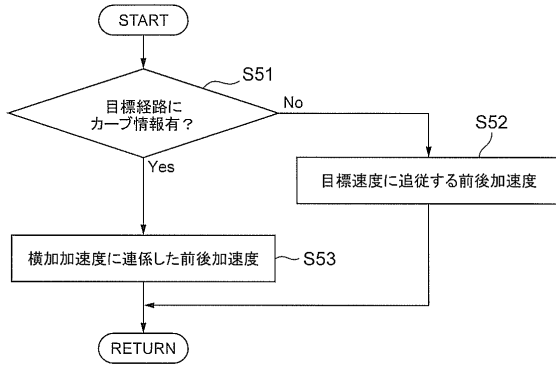 START
S51
目標経路に
カーブ情報有？
No
S52
Yes
目標速度に追従する前後加速度
横加加速度に連係した前後加速度
S53
RETURN